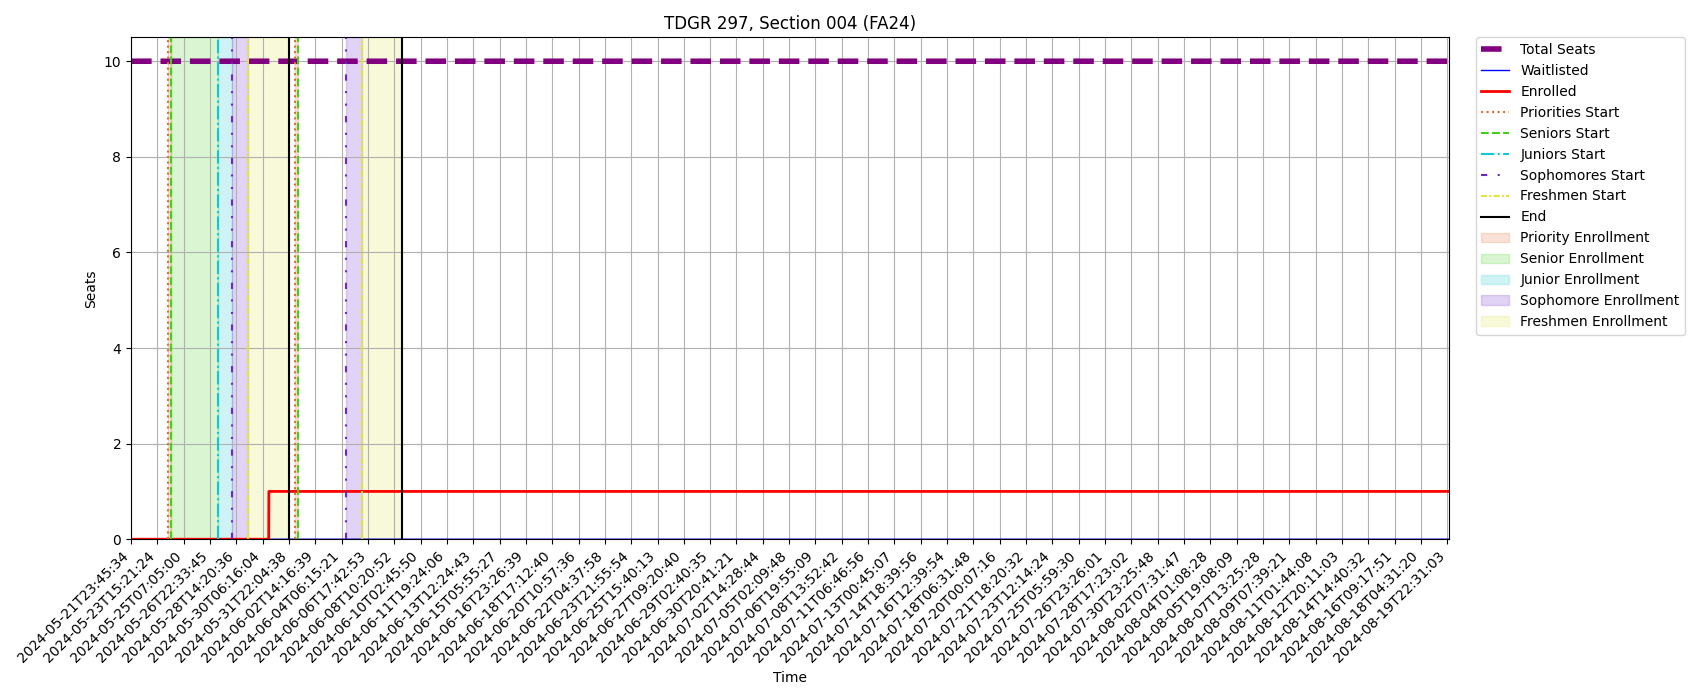 TDGR 297, Section 004 (FA24)
10
8
6
4
2
0
Seats
2024-05-21T23:45:34
2024-05-23T15:21:24
2024-05-25T07:05:00
2024-05-26T22:33:45
2024-05-28T14:20:36
2024-05-30T06:16:04
2024-05-31T22:04:38
2024-06-02T14:16:39
2024-06-04T06:15:21
2024-06-06T17:42:53
2024-06-08T10:20:52
2024-06-10T02:45:50
2024-06-11T19:24:06
2024-06-13T12:24:43
2024-06-15T05:55:27
2024-06-16T23:26:39
2024-06-18T17:12:40
2024-06-20T10:57:36
2024-06-22T04:37:58
2024-06-23T21:55:54
2024-06-25T15:40:13
2024-06-27T09:20:40
2024-06-29T02:40:35
2024-06-30T20:41:21
2024-07-02T14:28:44
2024-07-05T02:09:48
2024-07-06T19:55:09
2024-07-08T13:52:42
2024-07-11T06:46:56
2024-07-13T00:45:07
2024-07-14T18:39:56
2024-07-16T12:39:54
2024-07-18T06:31:48
2024-07-20T00:07:16
2024-07-21T18:20:32
2024-07-23T12:14:24
2024-07-25T05:59:30
2024-07-26T23:26:01
2024-07-28T17:23:02
2024-07-30T23:25:48
2024-08-02T07:31:47
2024-08-04T01:08:28
2024-08-05T19:08:09
2024-08-07T13:25:28
2024-08-09T07:39:21
2024-08-11T01:44:08
2024-08-12T20:11:03
2024-08-14T14:40:32
2024-08-16T09:17:51
2024-08-18T04:31:20
2024-08-19T22:31:03
Time
Total Seats
Waitlisted
Enrolled
Priorities Start
Seniors Start
Juniors Start
Sophomores Start
Freshmen Start
End
Priority Enrollment
Senior Enrollment
Junior Enrollment
Sophomore Enrollment
Freshmen Enrollment